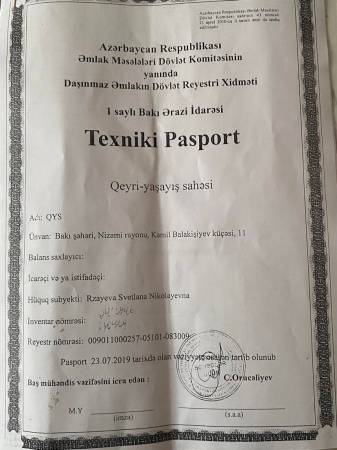 Azərbaycan Respublikası
Əmlak Məsələləri Dövlət Komitəsinin
yanında
Daşınmaz Əmlakın Dövlət Reyestri Xidməti
1 saylı Bakı Ərazi İdarəsi
Texniki Pasport
Qeyri-yaşayış sahəsi
Adı: QYS
Ünvan: Bakı şəhəri, Nizami rayonu, Kamil Balakişiyev küçəsi, 11
Balans saxlayıcı:
İcarəçi və ya istifadəçi:
Hüquq subyekti: Rzayeva Svetlana Nikolayevna
İnventar nömrəsi:
Reyestr nömrəsi: 009011000257-05101-083009
Pasport 23.07.2019 tarixdə olan vəziyyətə əsasən tərtib olunub
Baş mühəndis vəzifəsini icra edən : C.Orucəliyev
M.Y (imza) (s.a.a)